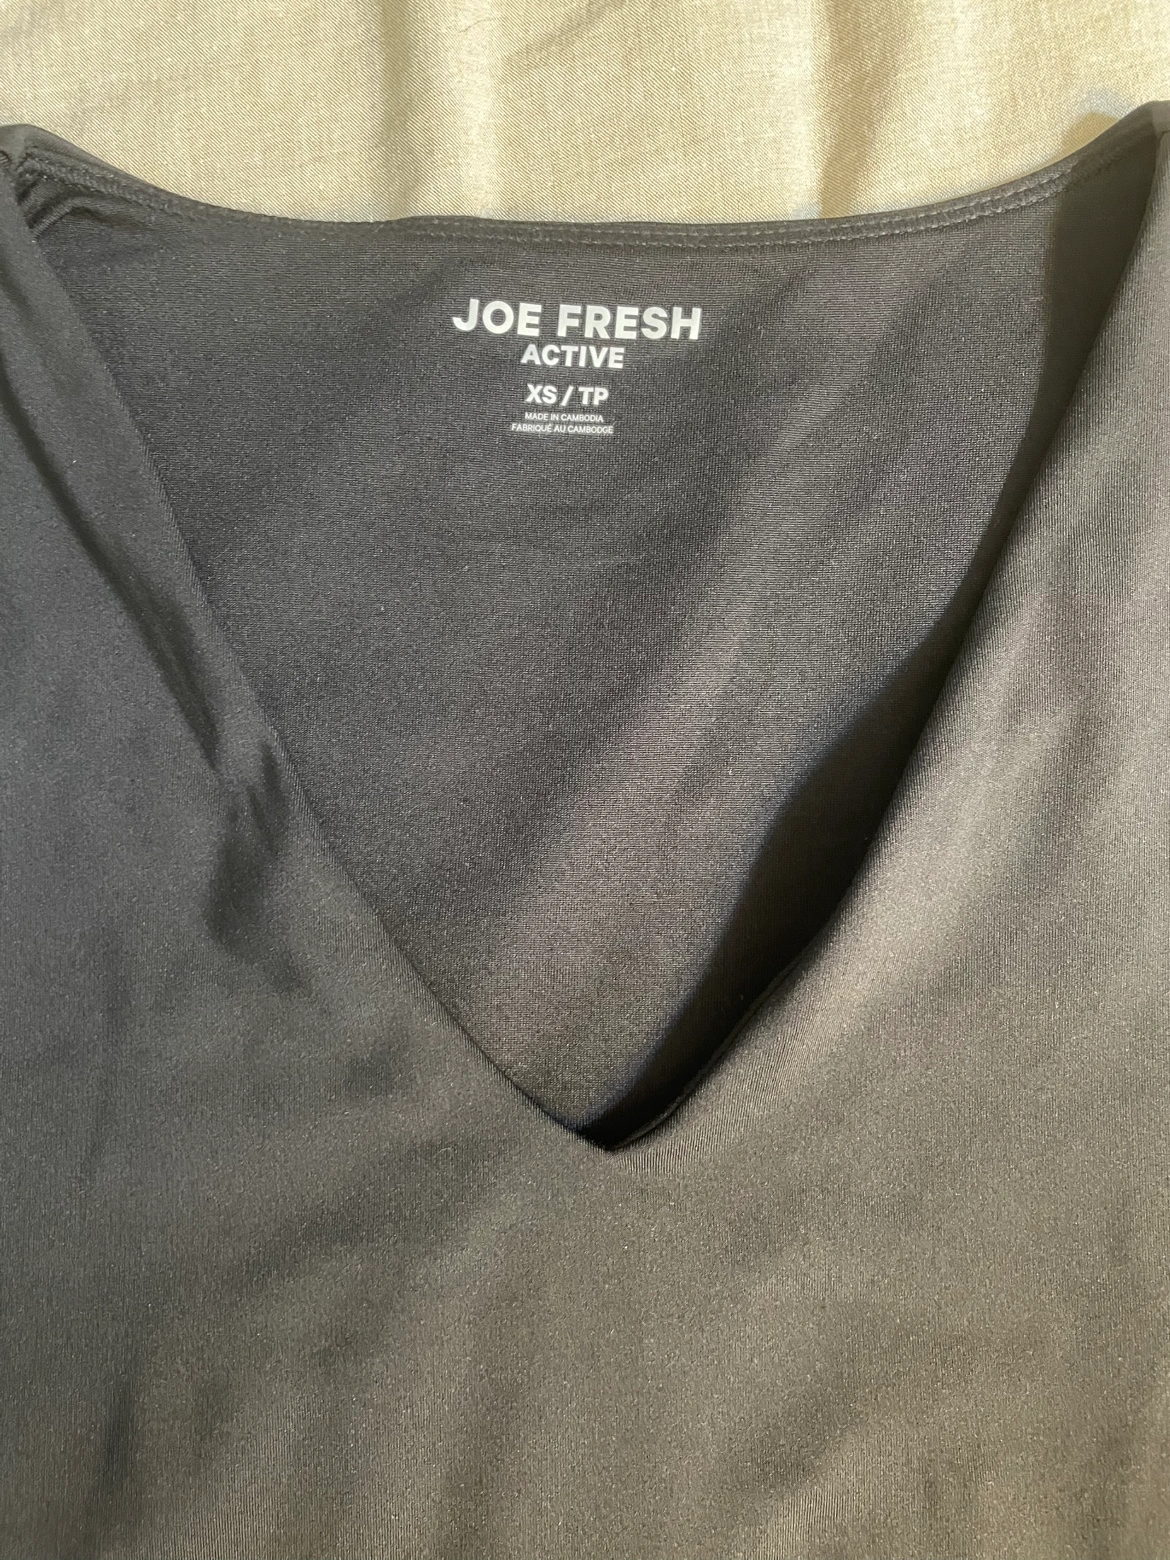 JOE FRESH
ACTIVE
XS / TP
MADE IN CAMBODIA
FABRIQUÉ AU CAMBODGE